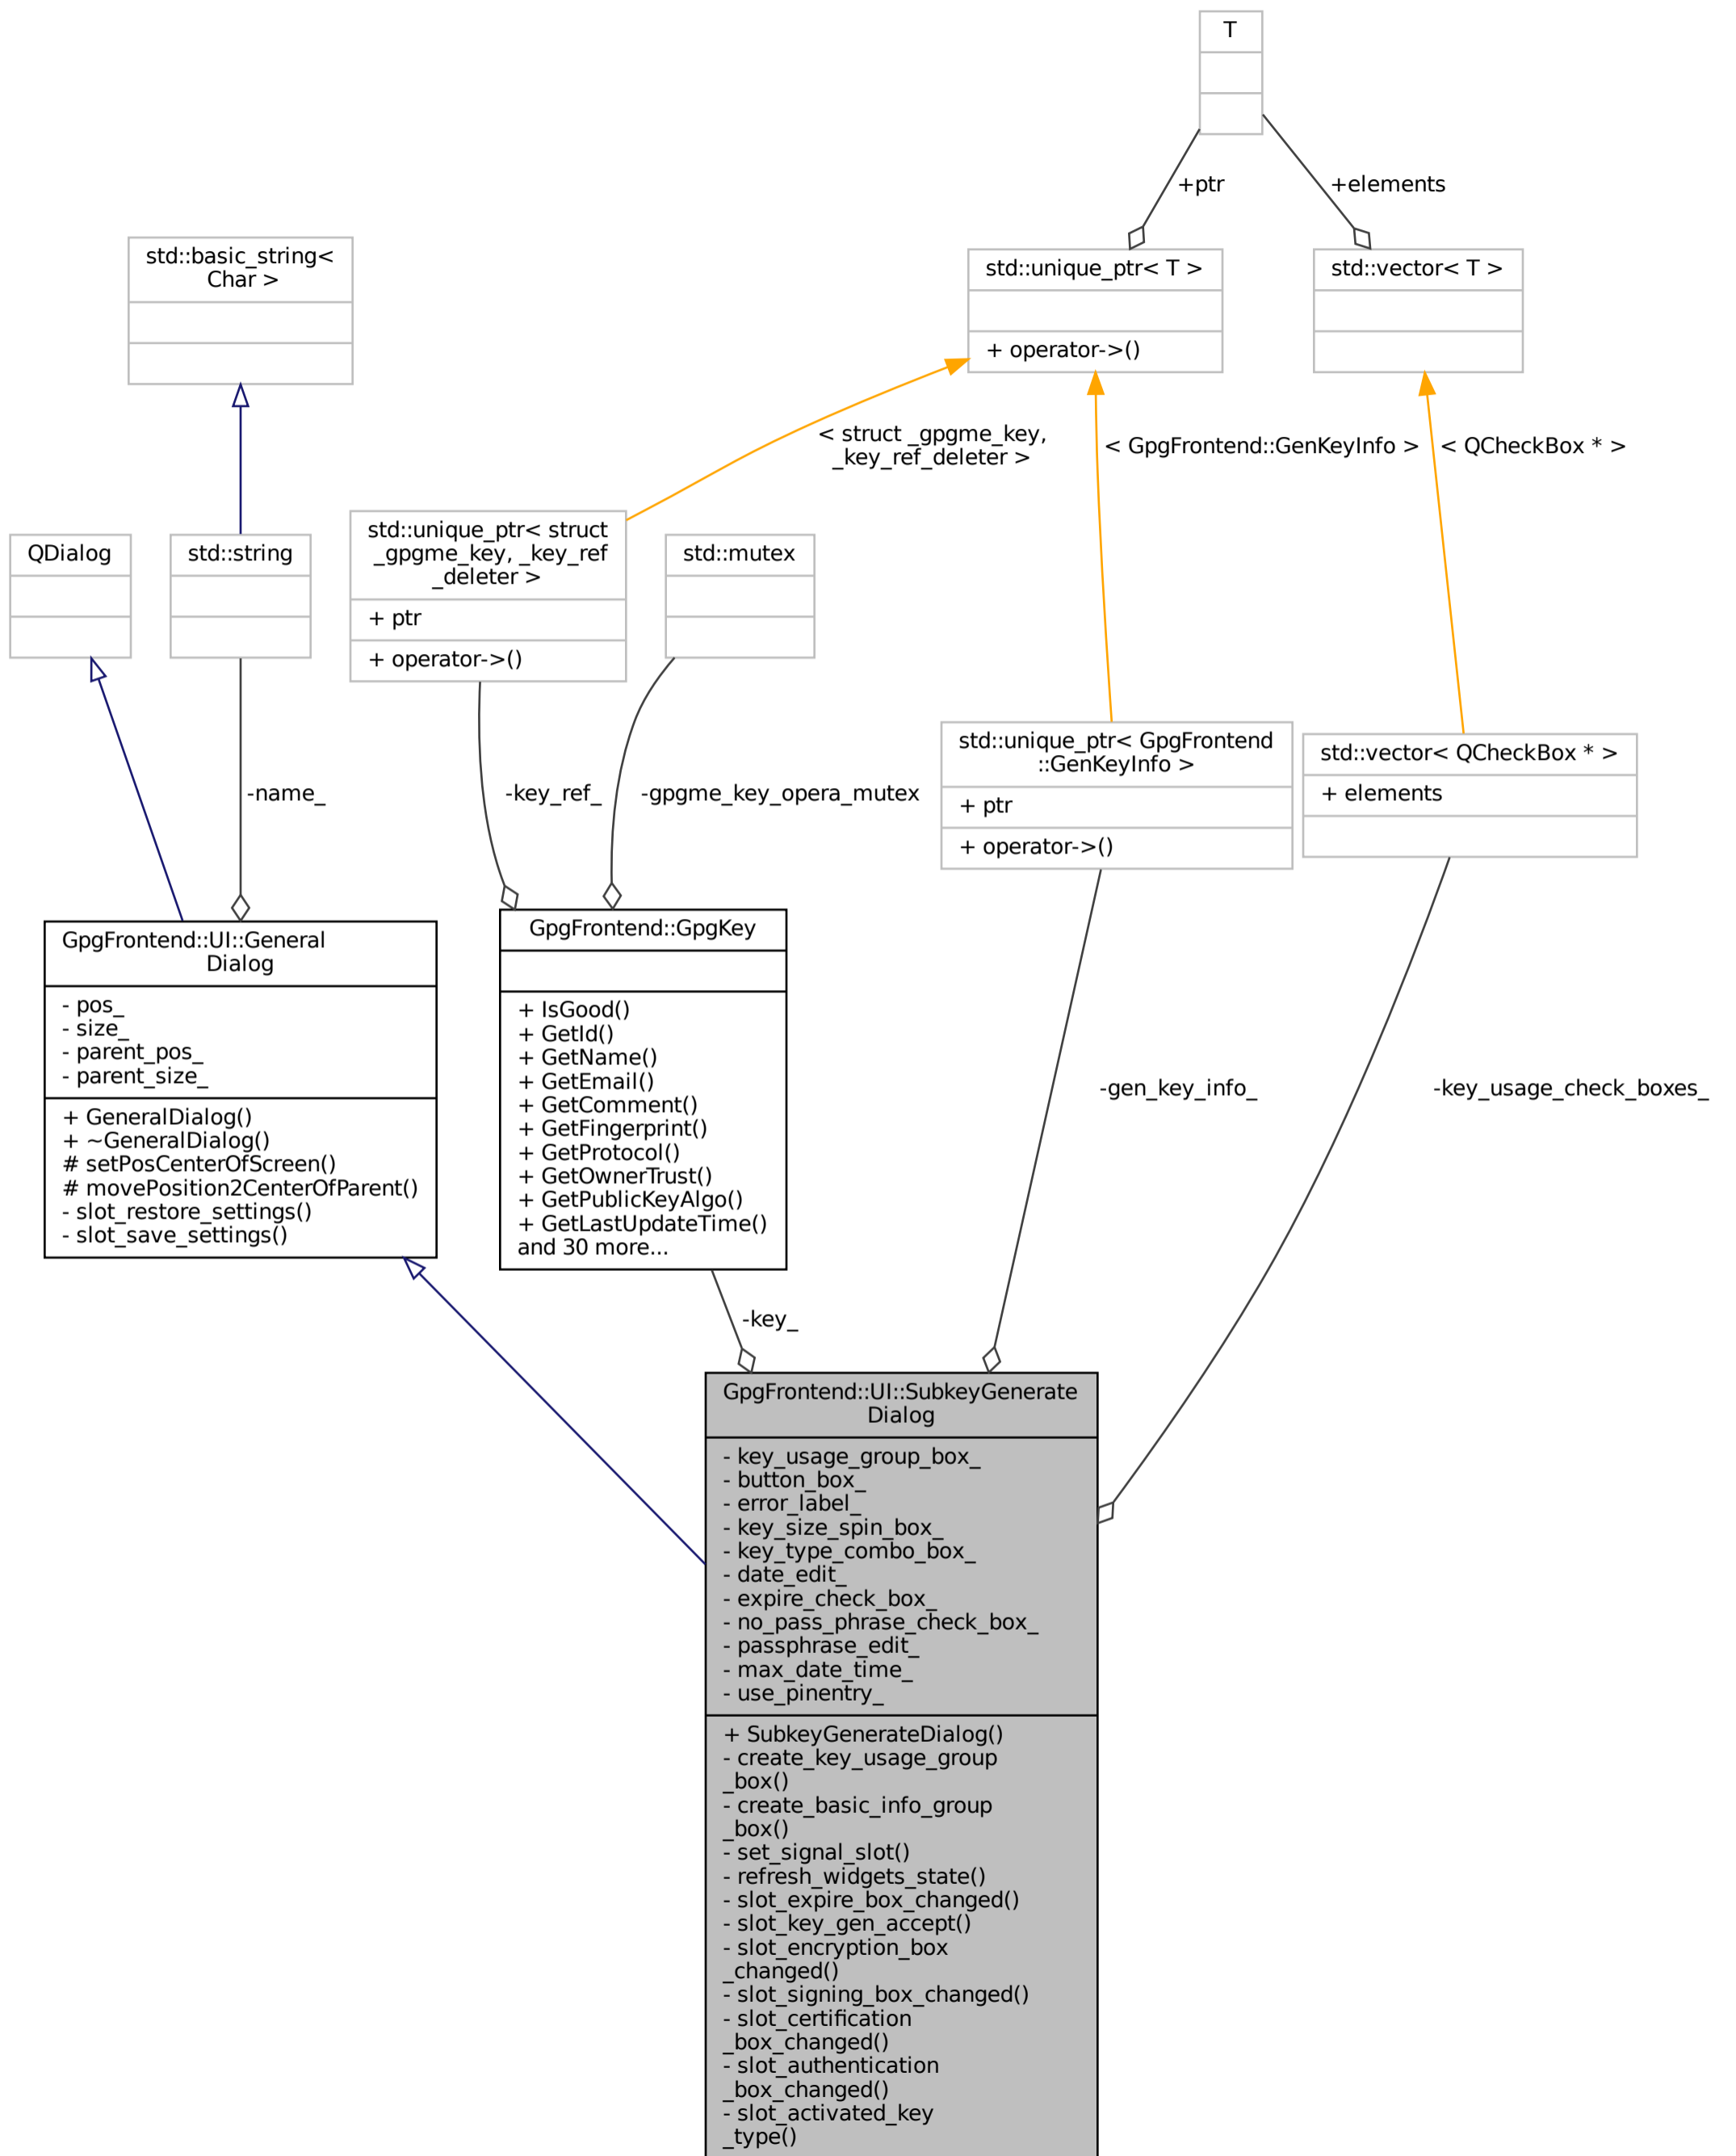 T
+ptr
+elements
std::basic_string<
Char >
std::unique_ptr< T >
+ operator->()
std::vector< T >
< struct _gpgme_key,
_key_ref_deleter >
< GpgFrontend::GenKeyInfo >
< QCheckBox * >
QDialog
std::string
std::unique_ptr< struct
_gpgme_key, _key_ref
_deleter >
+ ptr
+ operator->()
std::mutex
std::unique_ptr< GpgFrontend
::GenKeyInfo >
+ ptr
+ operator->()
std::vector< QCheckBox * >
+ elements
-name_
-key_ref_
-gpgme_key_opera_mutex
GpgFrontend::UI::General
Dialog
- pos_
- size_
- parent_pos_
- parent_size_
+ GeneralDialog()
+ ~GeneralDialog()
# setPosCenterOfScreen()
# movePosition2CenterOfParent()
- slot_restore_settings()
- slot_save_settings()
GpgFrontend::GpgKey
+ IsGood()
+ GetId()
+ GetName()
+ GetEmail()
+ GetComment()
+ GetFingerprint()
+ GetProtocol()
+ GetOwnerTrust()
+ GetPublicKeyAlgo()
+ GetLastUpdateTime()
and 30 more...
-gen_key_info_
-key_usage_check_boxes_
-key_
GpgFrontend::UI::SubkeyGenerate
Dialog
- key_usage_group_box_
- button_box_
- error_label_
- key_size_spin_box_
- key_type_combo_box_
- date_edit_
- expire_check_box_
- no_pass_phrase_check_box_
- passphrase_edit_
- max_date_time_
- use_pinentry_
+ SubkeyGenerateDialog()
- create_key_usage_group
_box()
- create_basic_info_group
_box()
- set_signal_slot()
- refresh_widgets_state()
- slot_expire_box_changed()
- slot_key_gen_accept()
- slot_encryption_box
_changed()
- slot_signing_box_changed()
- slot_certification
_box_changed()
- slot_authentication
_box_changed()
- slot_activated_key
_type()